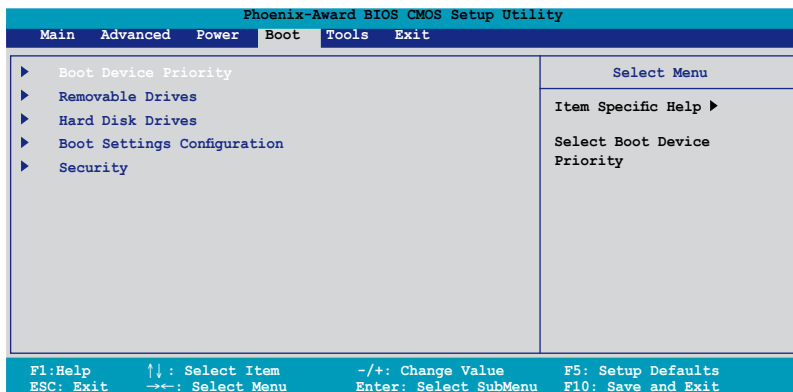 Phoenix-Award BIOS CMOS Setup Utility
Main Advanced Power Boot Tools Exit
Boot Device Priority
Removable Drives
Hard Disk Drives
Boot Settings Configuration
Security
Select Menu
Item Specific Help
Select Boot Device
Priority
F1:Help ↑↓: Select Item -/+: Change Value F5: Setup Defaults
ESC: Exit →←: Select Menu Enter: Select SubMenu F10: Save and Exit